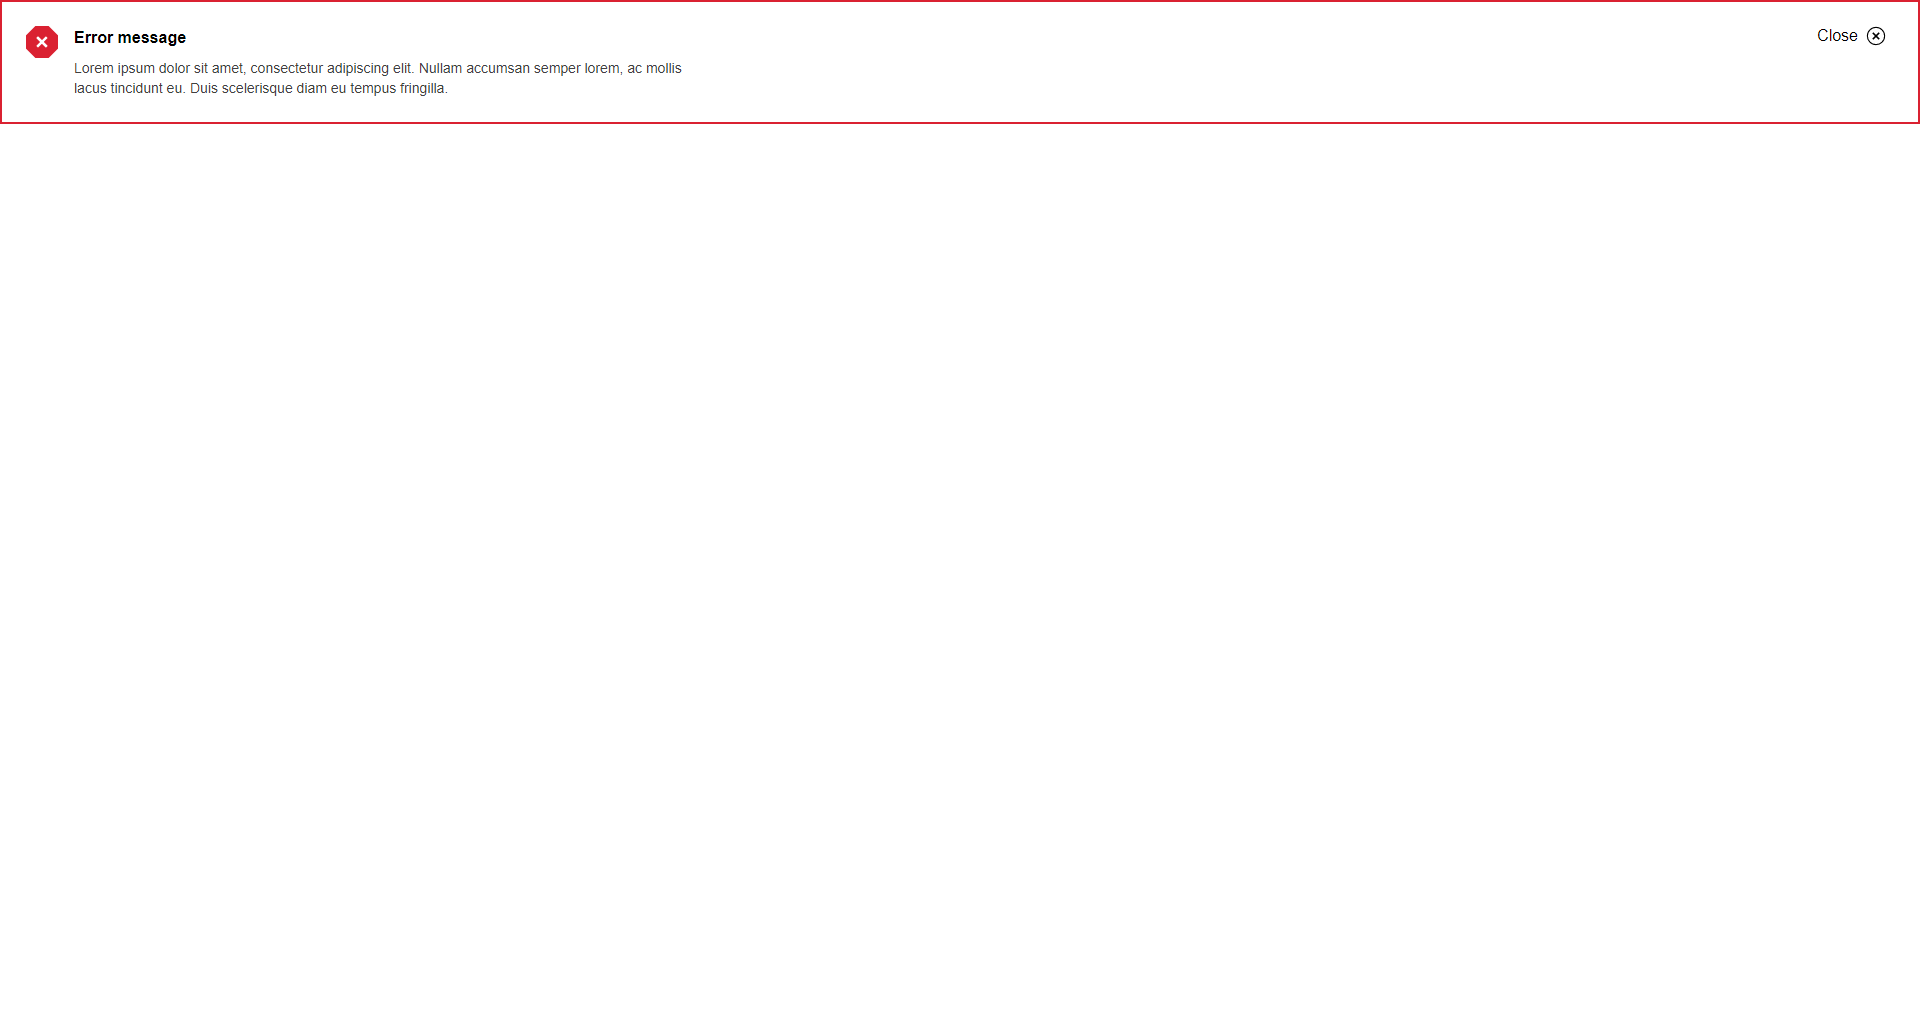 Error message
Close
Lorem ipsum dolor sit amet, consectetur adipiscing elit. Nullam accumsan semper lorem, ac mollis
lacus tincidunt eu. Duis scelerisque diam eu tempus fringilla.